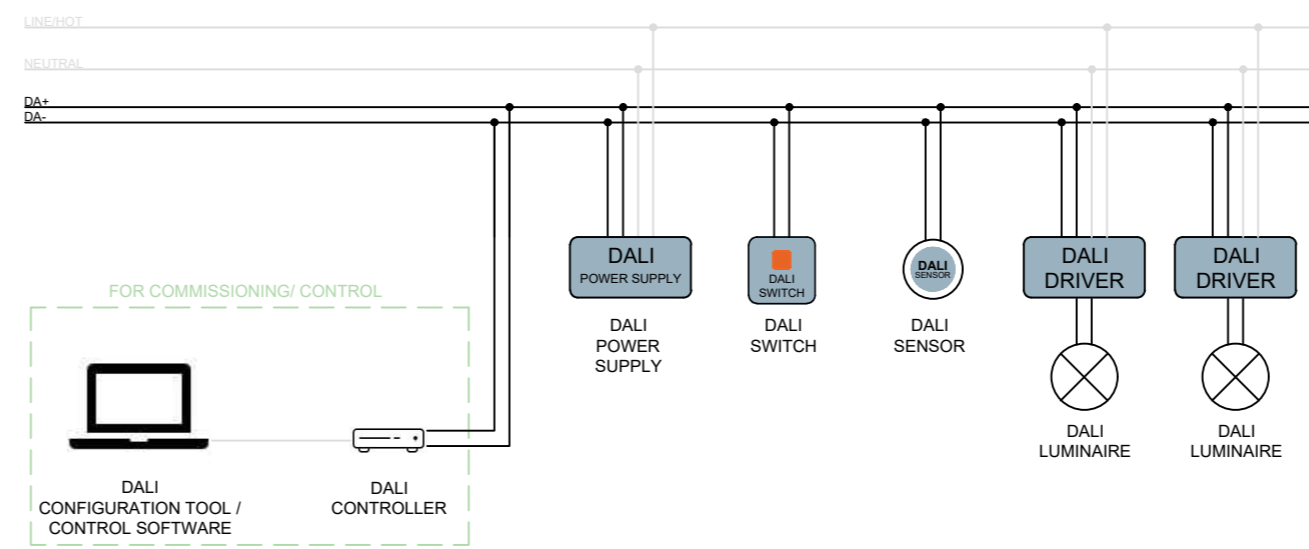 LINE/HOT
NEUTRAL
DA+
DA-
DALI
POWER SUPPLY
DALI
SWITCH
DALI
SENSOR
DALI
DRIVER
DALI
DRIVER
FOR COMMISSIONING/ CONTROL
DALI
POWER
SUPPLY
DALI
SWITCH
DALI
SENSOR
DALI
LUMINAIRE
DALI
LUMINAIRE
DALI
CONFIGURATION TOOL /
CONTROL SOFTWARE
DALI
CONTROLLER